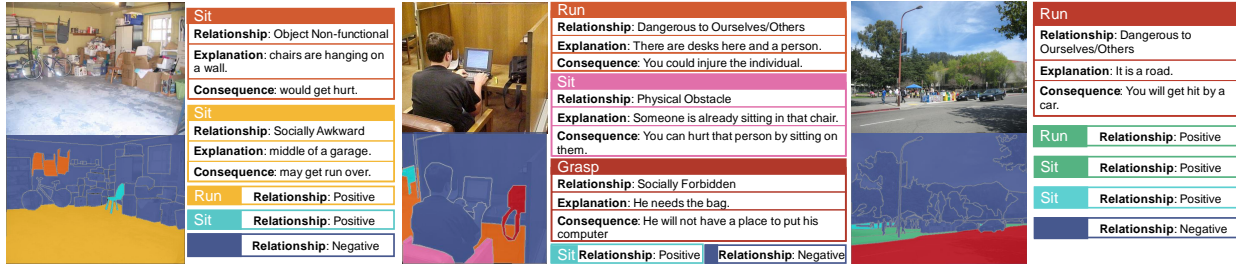 Sit
Relationship: Object Non-functional
Explanation: chairs are hanging on
a wall.
Consequence: would get hurt.
Sit
Relationship: Socially Awkward
Explanation: middle of a garage.
Consequence: may get run over.
Run Relationship: Positive
Sit Relationship: Positive
Relationship: Negative
Run
Relationship: Dangerous to Ourselves/Others
Explanation: There are desks here and a person.
Consequence: You could injure the individual.
Sit
Relationship: Physical Obstacle
Explanation: Someone is already sitting in that chair.
Consequence: You can hurt that person by sitting on
them.
Grasp
Relationship: Socially Forbidden
Explanation: He needs the bag.
Consequence: He will not have a place to put his
computer
Sit Relationship: Positive Relationship: Negative
Run
Relationship: Dangerous to
Ourselves/Others
Explanation: It is a road.
Consequence: You will get hit by a
car.
Run Relationship: Positive
Sit Relationship: Positive
Sit Relationship: Positive
Relationship: Negative